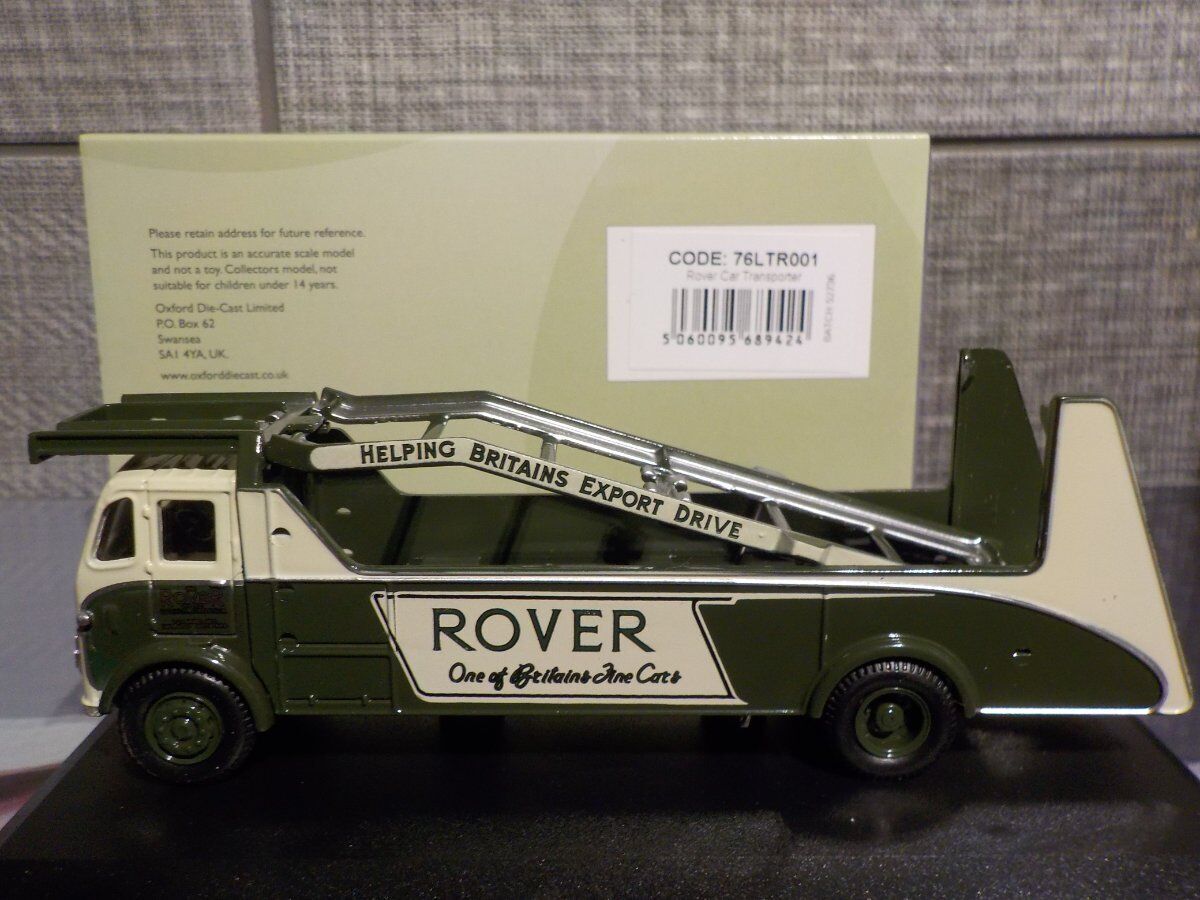 Please retain address for future reference.
This product is an accurate scale model
and not a toy. Collectors model, not
suitable for children under 14 years.
Oxford Die-Cast Limited
P.O. Box 62
Swansea
SA1 4YA, UK.
www.oxforddiecast.co.uk
CODE: 76LTR001
Rover Car Transporter
5 060095 689424
HELPING BRITAINS EXPORT DRIVE
ROVER
ROVER
One of Britains Fine Cars